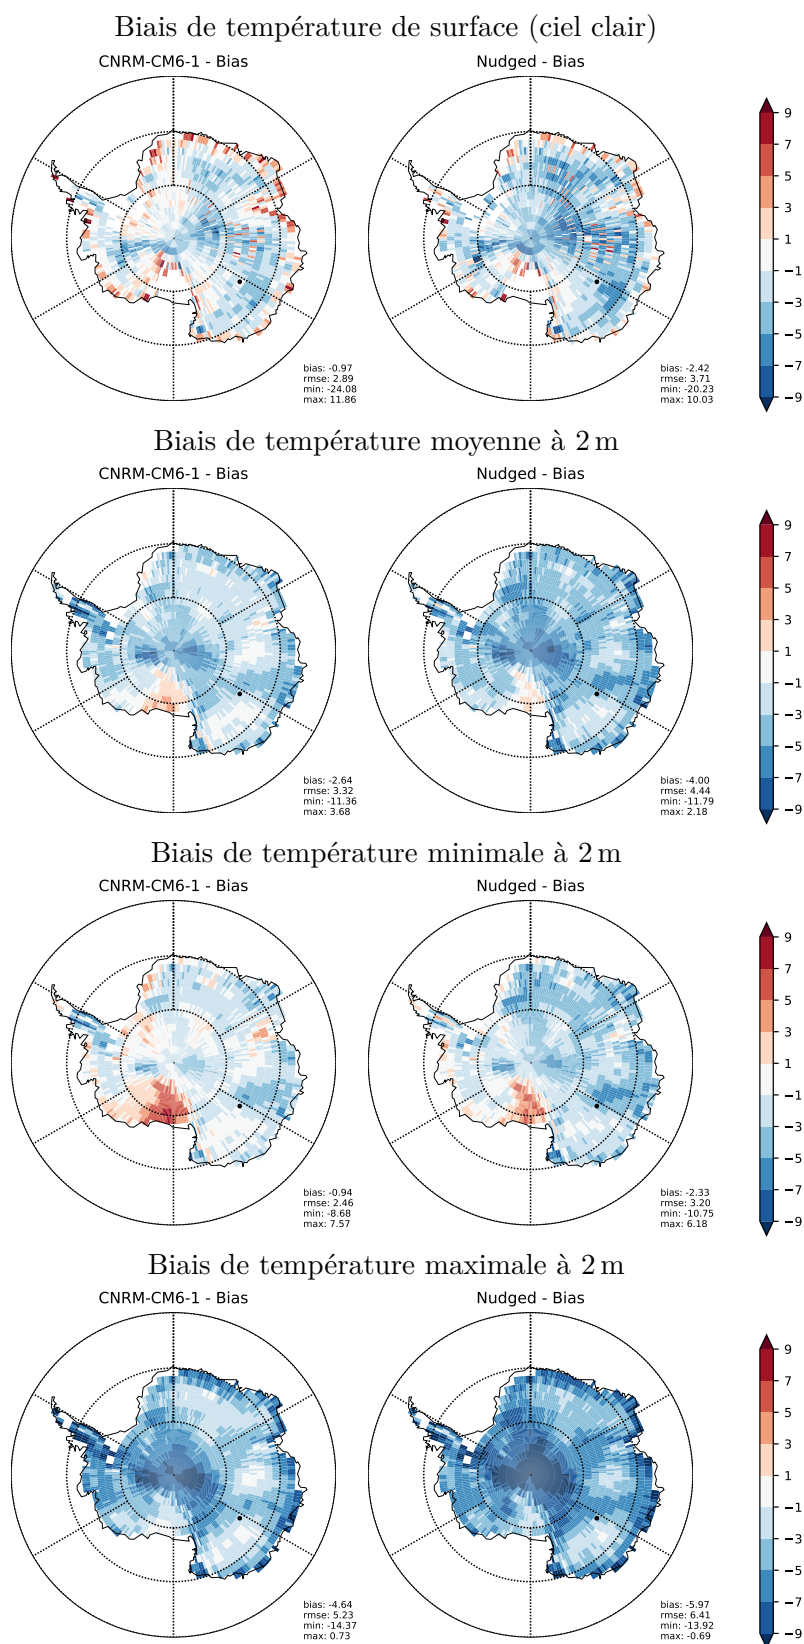 Biais de température de surface (ciel clair)
CNRM-CM6-1 - Bias
Nudged - Bias
9
7
5
3
1
−1
−3
−5
−7
−9
bias: -0.97
rmse: 2.89
min: -24.08
max: 11.86
bias: -2.42
rmse: 3.71
min: -20.23
max: 10.03
Biais de température moyenne à 2 m
CNRM-CM6-1 - Bias
Nudged - Bias
9
7
5
3
1
−1
−3
−5
−7
−9
bias: -2.64
rmse: 3.32
min: -11.36
max: 3.68
bias: -4.00
rmse: 4.44
min: -11.79
max: 2.18
Biais de température minimale à 2 m
CNRM-CM6-1 - Bias
Nudged - Bias
9
7
5
3
1
−1
−3
−5
−7
−9
bias: -0.94
rmse: 2.46
min: -8.68
max: 7.57
bias: -2.33
rmse: 3.20
min: -10.75
max: 6.18
Biais de température maximale à 2 m
CNRM-CM6-1 - Bias
Nudged - Bias
9
7
5
3
1
−1
−3
−5
−7
−9
bias: -4.64
rmse: 5.23
min: -14.37
max: 0.73
bias: -5.97
rmse: 6.41
min: -13.92
max: -0.69